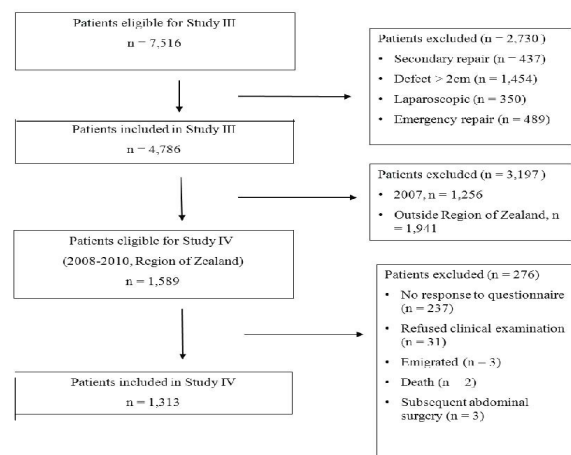 Patients eligible for Study III
n = 7,516
Patients excluded (n = 2,730 )
• Secondary repair (n = 437)
• Defect > 2cm (n = 1,454)
• Laparoscopic (n = 350)
• Emergency repair (n = 489)
Patients included in Study III
n = 4,786
Patients excluded (n = 3,197 )
• 2007, n = 1,256
• Outside Region of Zealand, n
= 1,941
Patients eligible for Study IV
(2008-2010, Region of Zealand)
n = 1,589
Patients excluded (n = 276)
• No response to questionnaire
(n = 237)
• Refused clinical examination
(n = 31)
• Emigrated (n = 3)
• Death (n = 2)
• Subsequent abdominal
surgery (n = 3)
Patients included in Study IV
n = 1,313